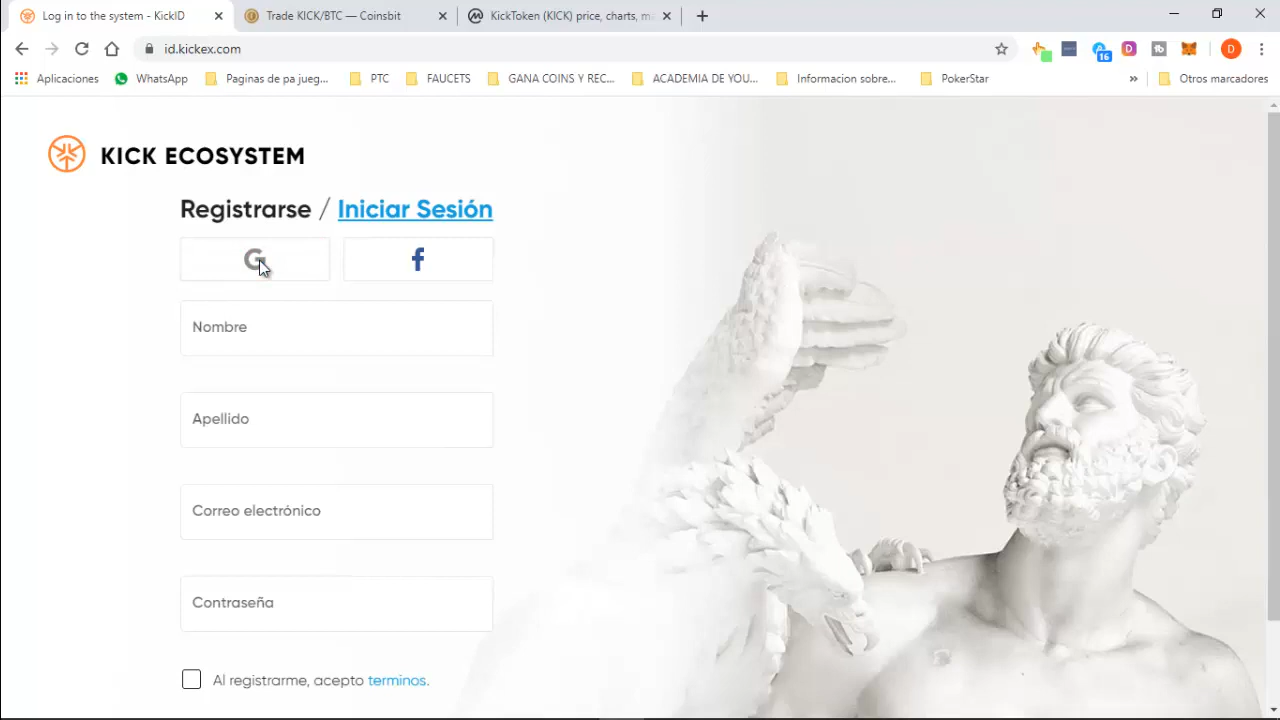 Log in to the system - KickID
Trade KICK/BTC — Coinsbit
KickToken (KICK) price, charts, m
id.kickex.com
16
D
tb
D
Aplicaciones
WhatsApp
Paginas de pa jueg...
PTC
FAUCETS
GANA COINS Y REC...
ACADEMIA DE YOU...
Informacion sobre...
PokerStar
»
Otros marcadores
KICK ECOSYSTEM
Registrarse / Iniciar Sesión
G
f
Nombre
Apellido
Correo electrónico
Contraseña
Al registrarme, acepto terminos.